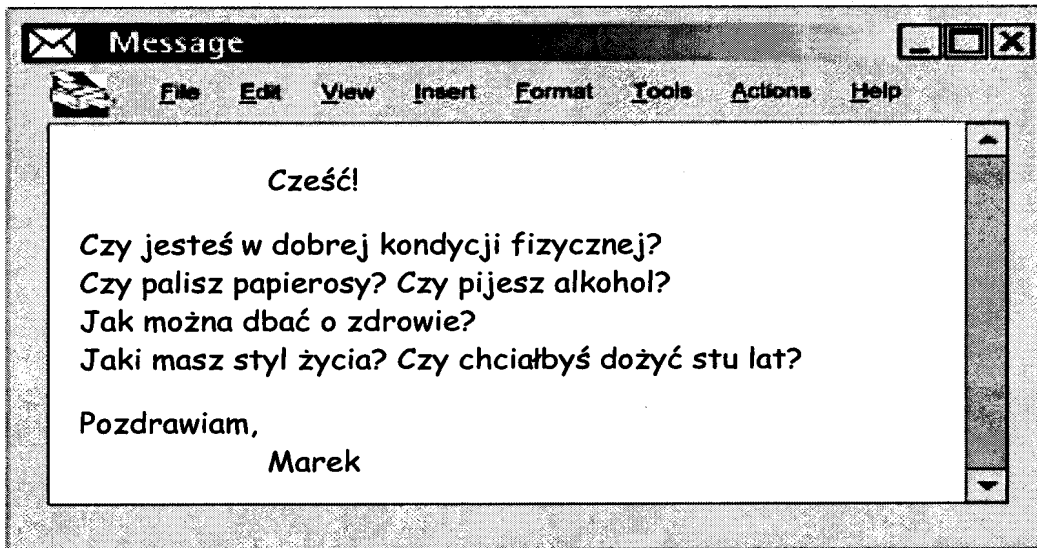 Message
File Edit View Insert Format Tools Actions Help
Cześć!
Czy jesteś w dobrej kondycji fizycznej?
Czy palisz papierosy? Czy pijesz alkohol?
Jak można dbać o zdrowie?
Jaki masz styl życia? Czy chciałbyś dożyć stu lat?
Pozdrawiam,
Marek